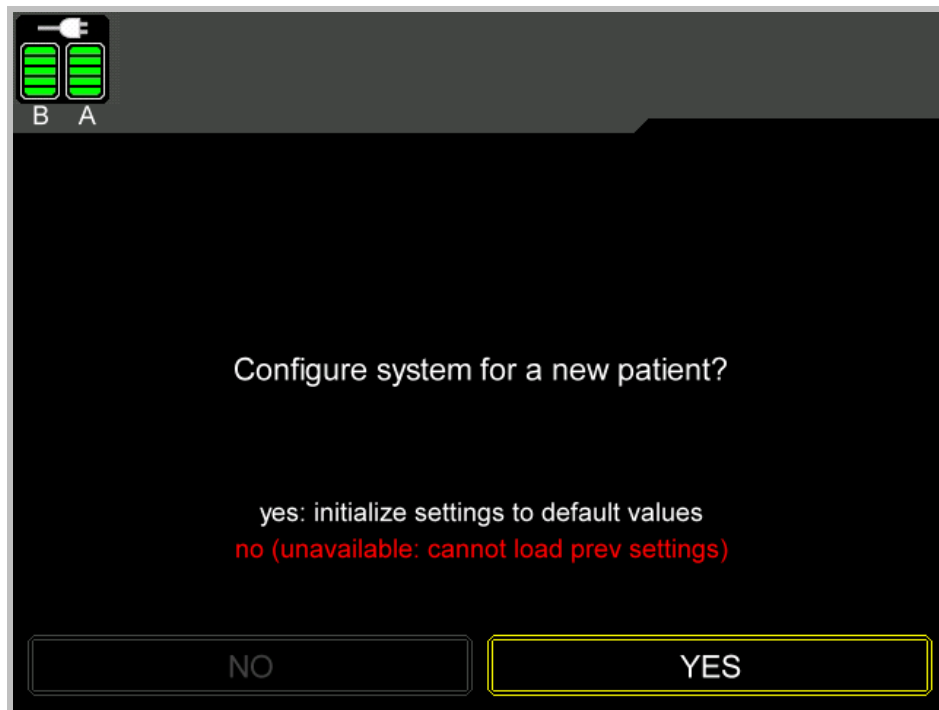 B A
Configure system for a new patient?
yes: initialize settings to default values
no (unavailable: cannot load prev settings)
NO YES